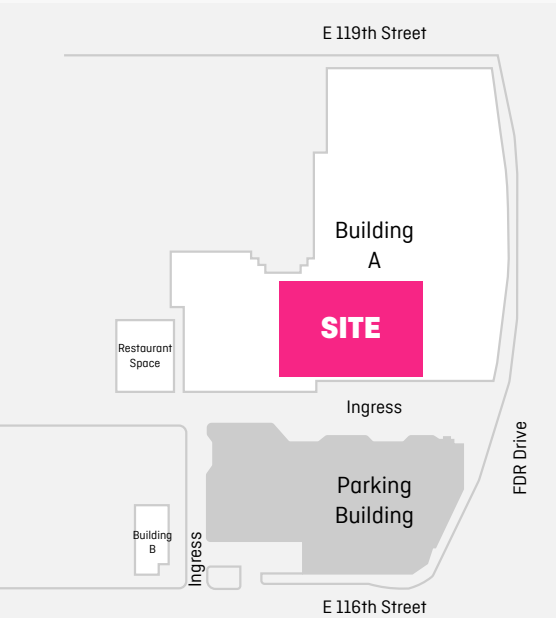 E 119th Street
Building
A
SITE
Restaurant
Space
Ingress
FDR Drive
Parking
Building
Building
B
Ingress
E 116th Street